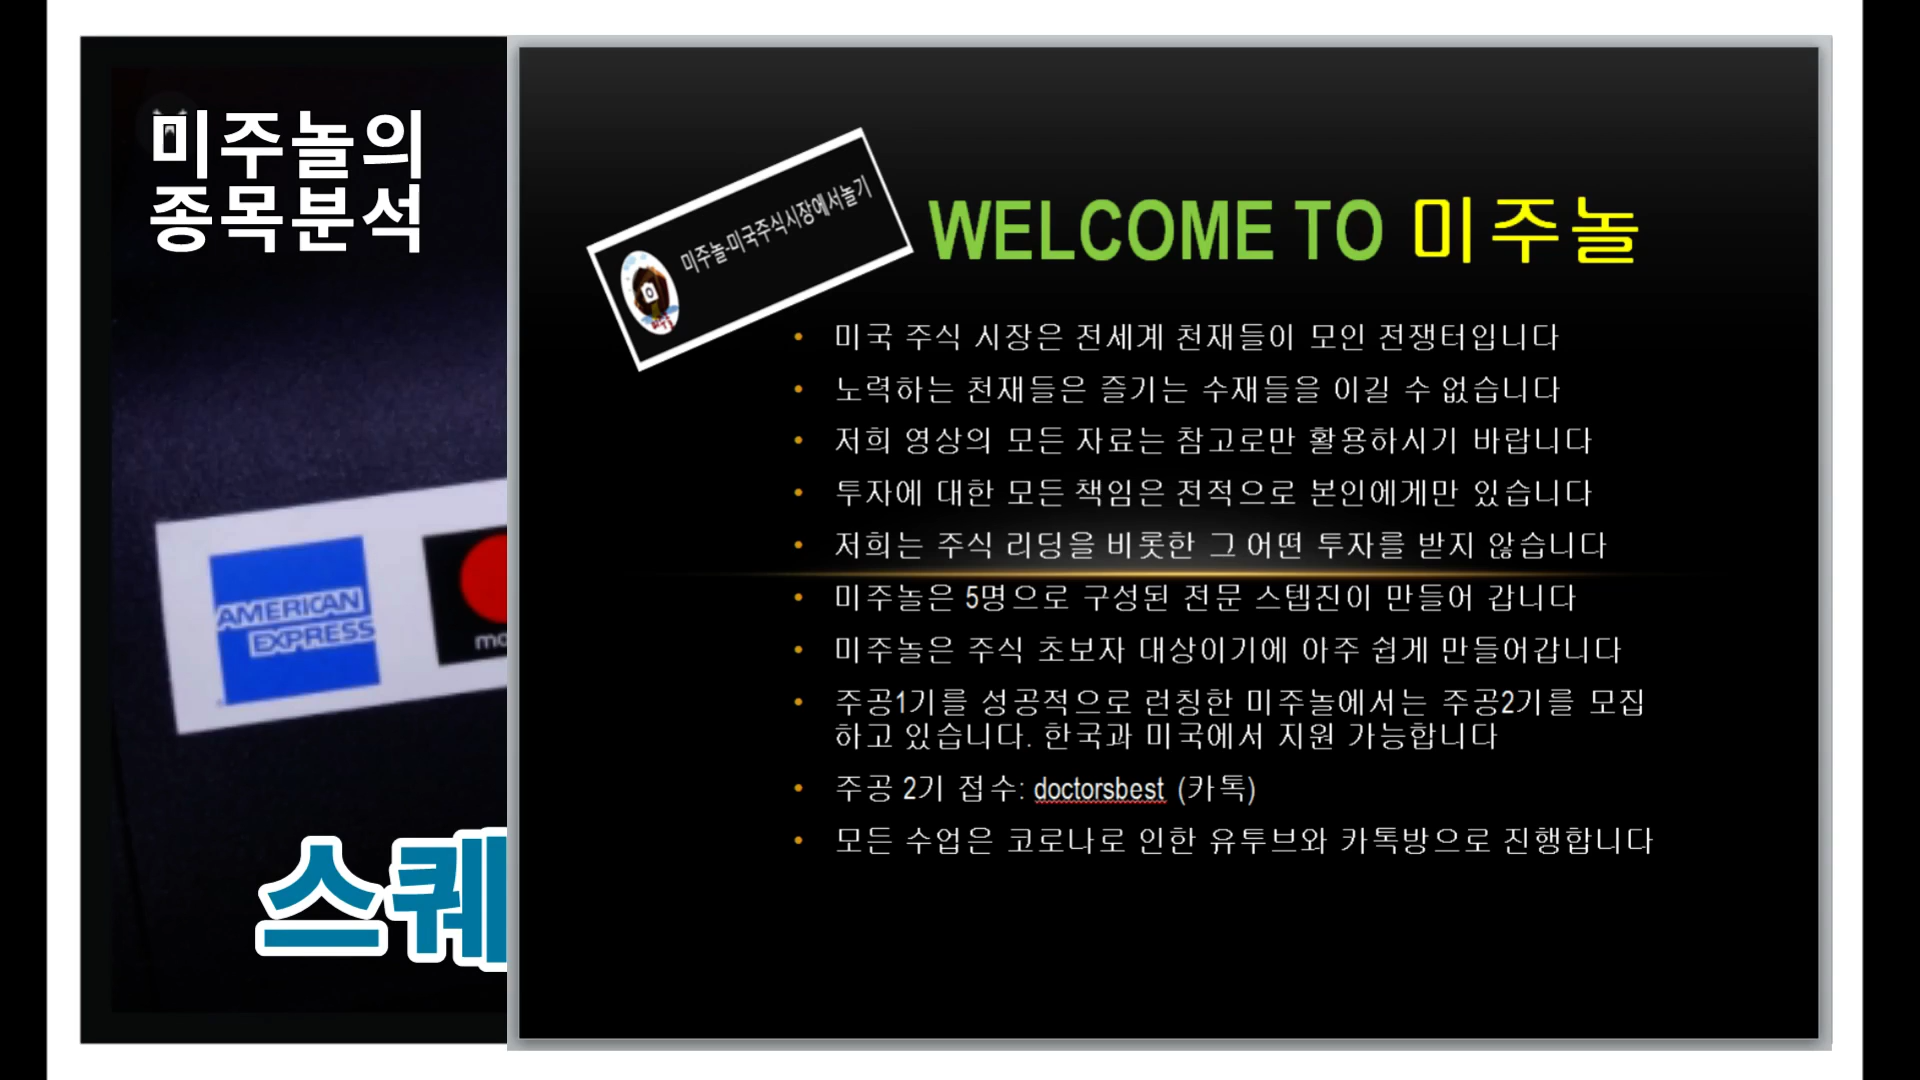 미주놀의
종목분석
AMERICAN
EXPRESS
스퀘
미주놀-미국주식시장에서놀기
WELCOME TO 미주놀
• 미국 주식 시장은 전세계 천재들이 모인 전쟁터입니다
• 노력하는 천재들은 즐기는 수재들을 이길 수 없습니다
• 저희 영상의 모든 자료는 참고로만 활용하시기 바랍니다
• 투자에 대한 모든 책임은 전적으로 본인에게만 있습니다
• 저희는 주식 리딩을 비롯한 그 어떤 투자를 받지 않습니다
• 미주놀은 5명으로 구성된 전문 스텝진이 만들어 갑니다
• 미주놀은 주식 초보자 대상이기에 아주 쉽게 만들어갑니다
• 주공1기를 성공적으로 런칭한 미주놀에서는 주공2기를 모집
하고 있습니다. 한국과 미국에서 지원 가능합니다
• 주공 2기 접수: doctorsbest (카톡)
• 모든 수업은 코로나로 인한 유투브와 카톡방으로 진행합니다